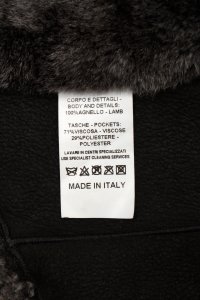 CORPO E DETTAGLI -
BODY AND DETAILS:
100%AGNELLO - LAMB
TASCHE - POCKETS:
71%VISCOSA - VISCOSE
29%POLIESTERE -
POLYESTER
LAVARE IN CENTRI SPECIALIZZATI
USE SPECIALIST CLEANING SERVICES
MADE IN ITALY